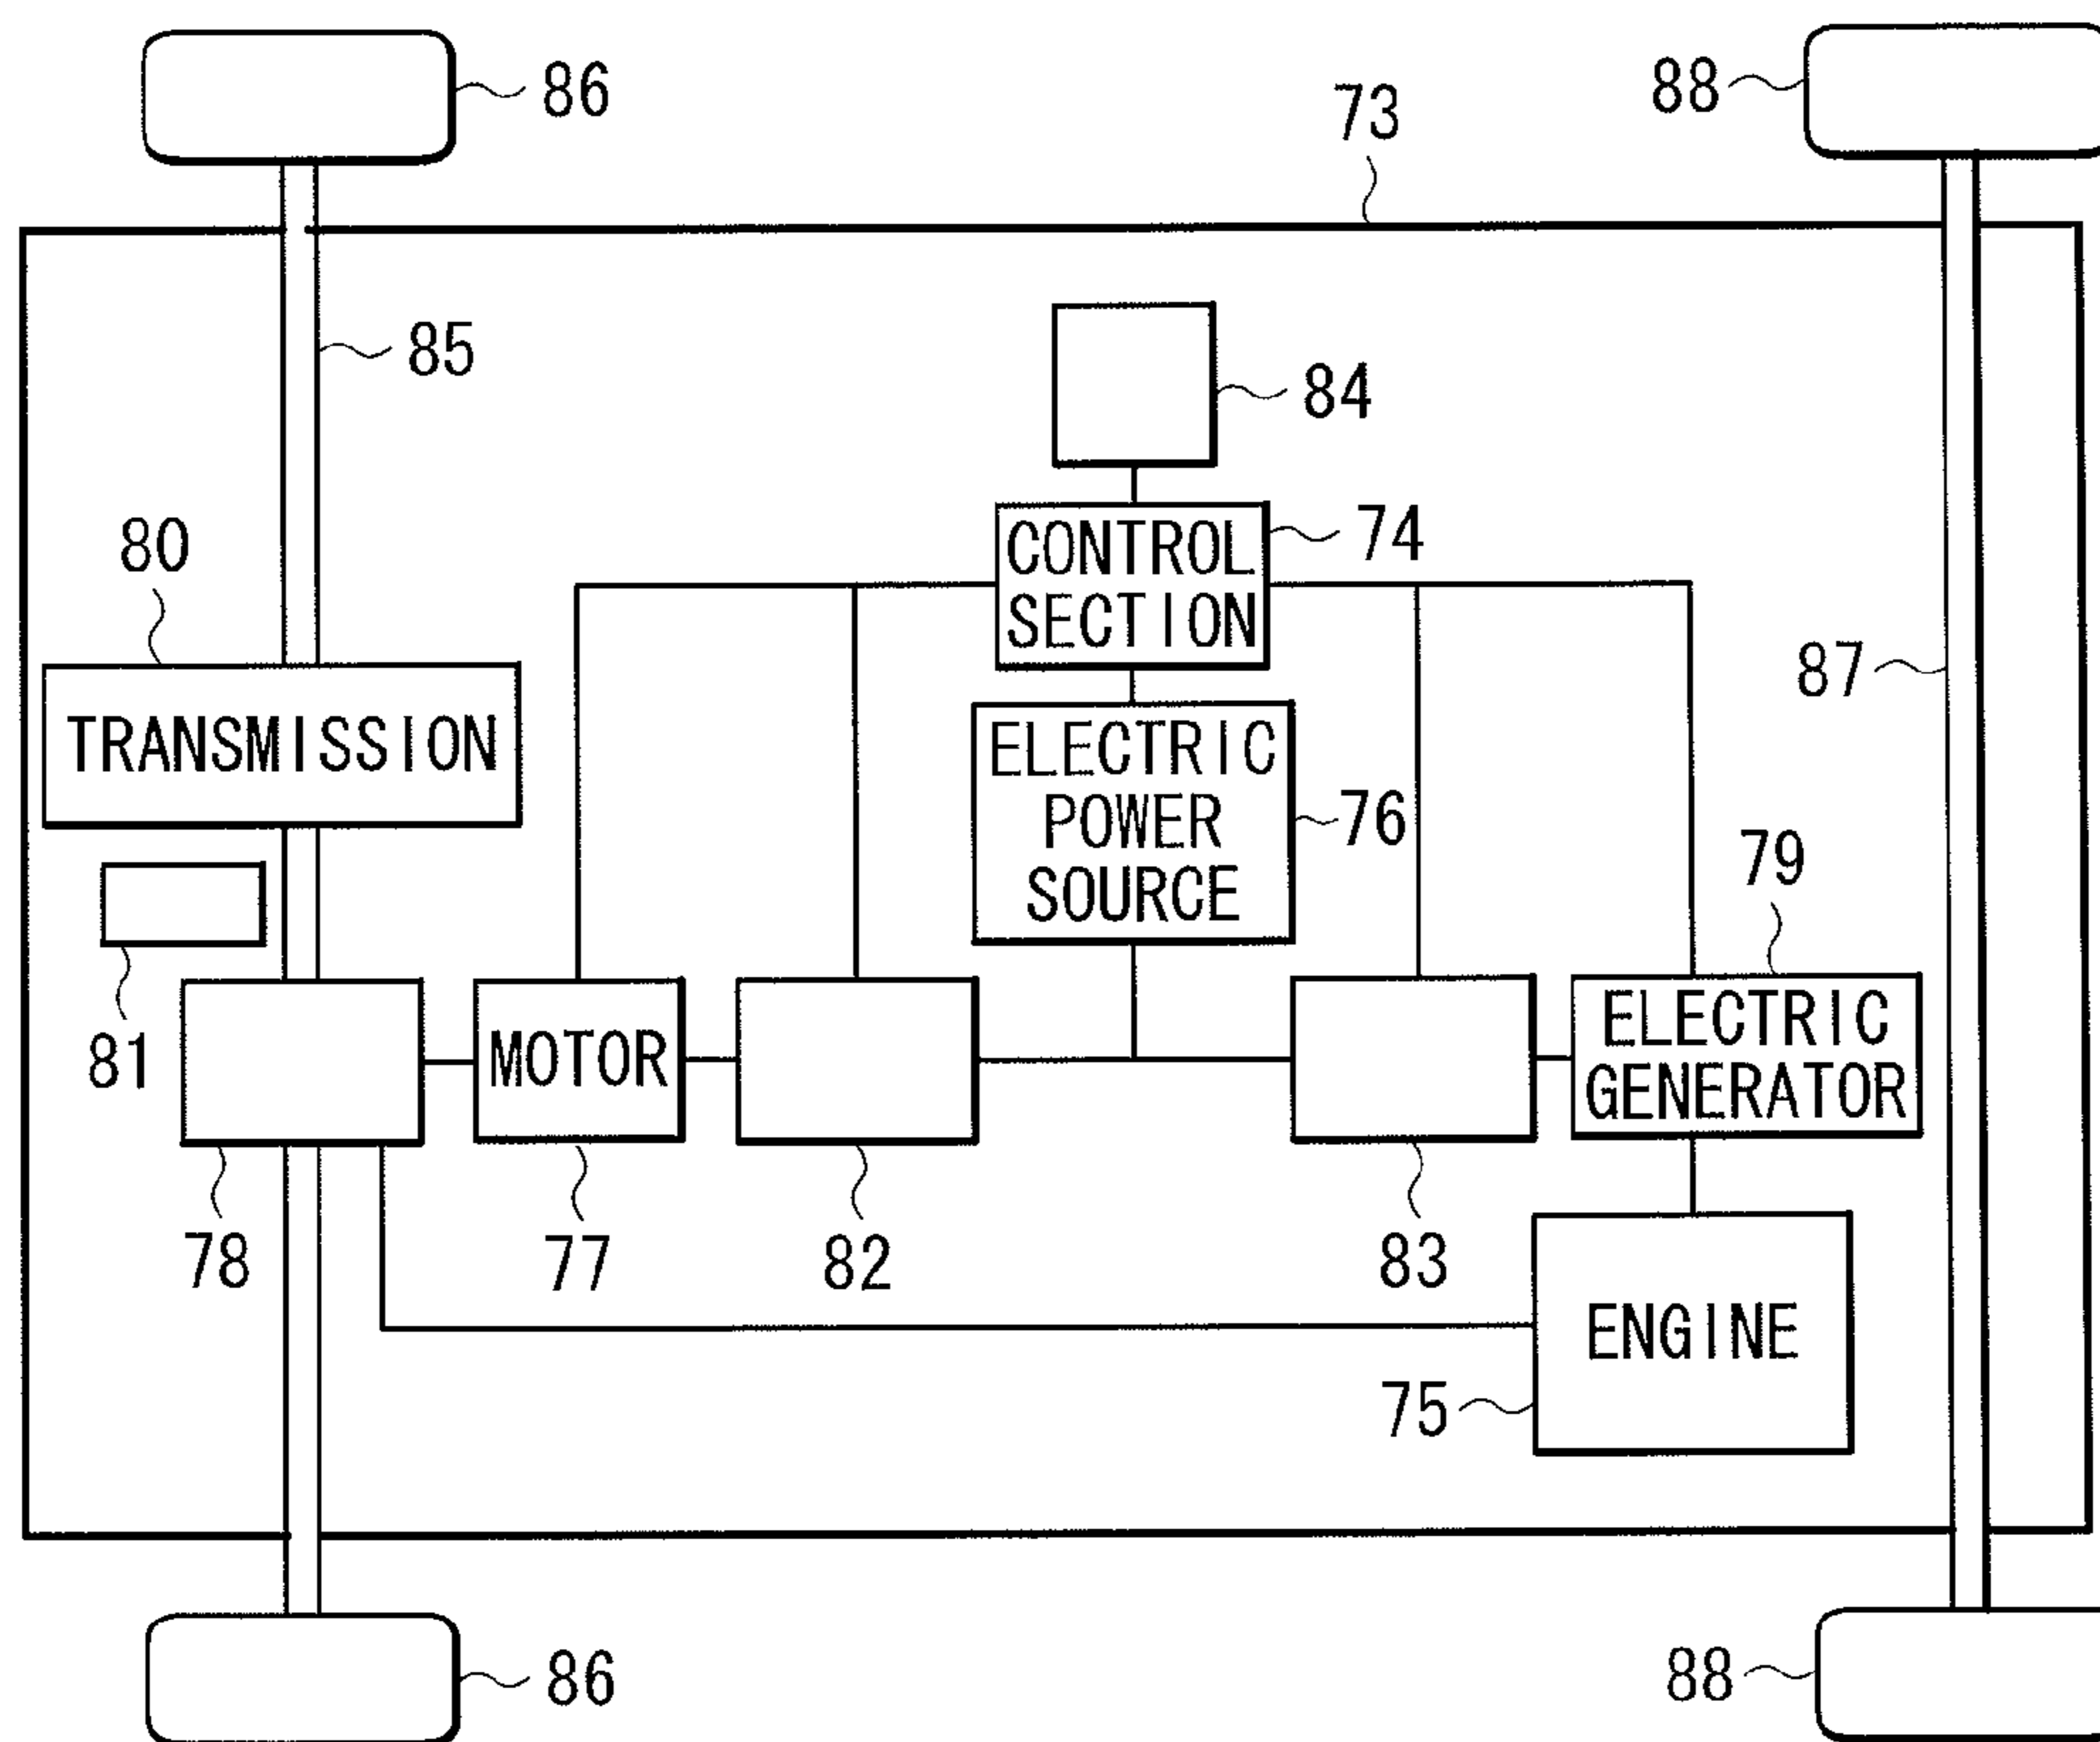 86
88
73
85
84
80
CONTROL
SECTION
74
87
TRANSMISSION
ELECTRIC
POWER
SOURCE
76
79
81
MOTOR
ELECTRIC
GENERATOR
78
77
82
83
ENGINE
75
86
88